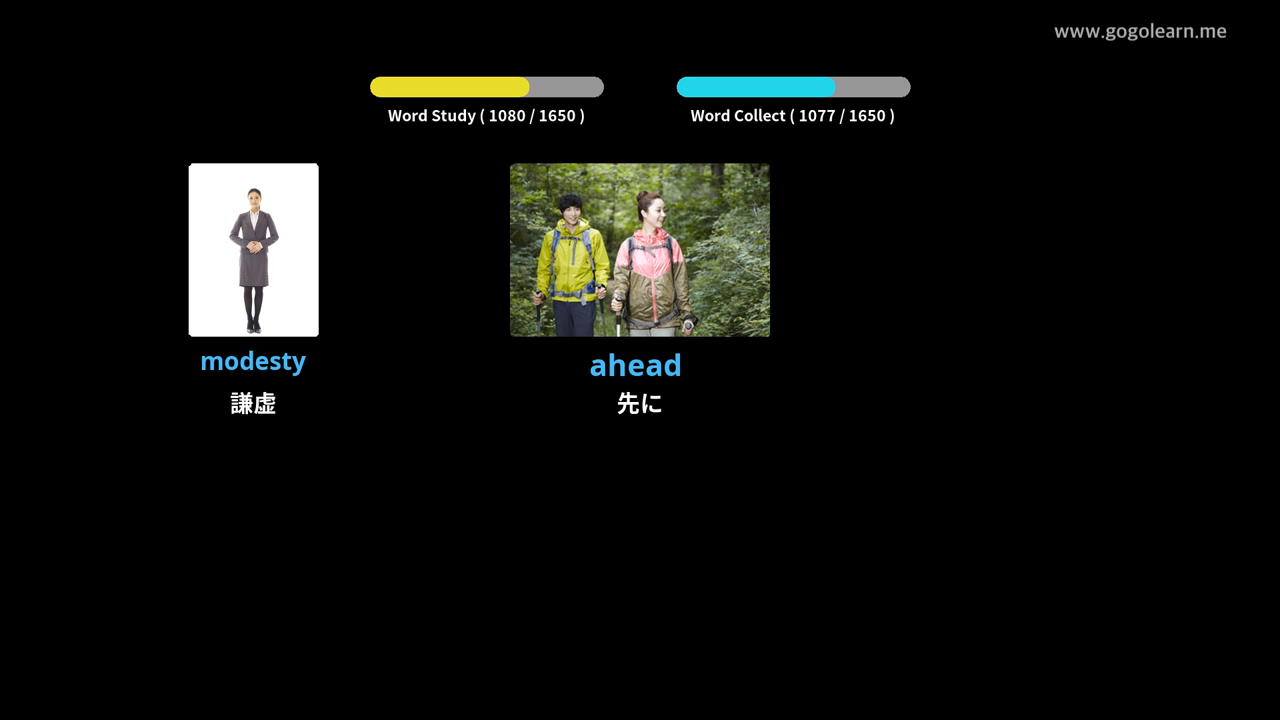 www.gogolearn.me
Word Study ( 1080 / 1650 )
Word Collect ( 1077 / 1650 )
modesty
謙虚
ahead
先に